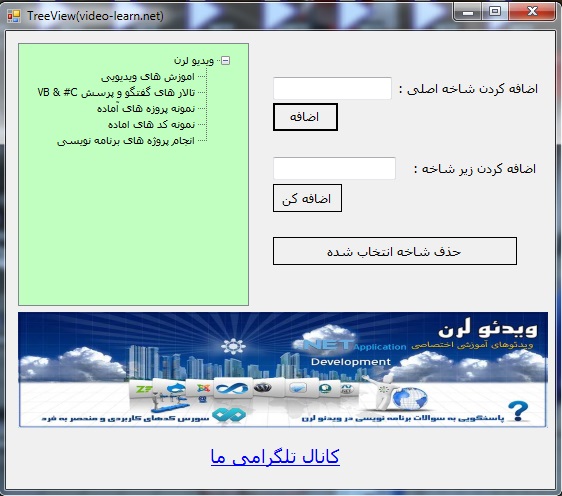 TreeView(video-learn.net)
ویدیو لرن
اموزش های ویدیویی
تالار های گفتگو و پرسش C# & VB
نمونه پروزه های آماده
نمونه کد های اماده
انجام پروژه های برنامه نویسی
اضافه کردن شاخه اصلی :
اضافه
اضافه کردن زیر شاخه :
اضافه کن
حذف شاخه انتخاب شده
ویدئو لرن
ویدئوهای آموزشی اختصاصی
.NET Application
Development
پاسخگویی به سوالات برنامه نویسی در ویدئو لرن
سورس کدهای کاربردی و منحصر به فرد
کانال تلگرامی ما